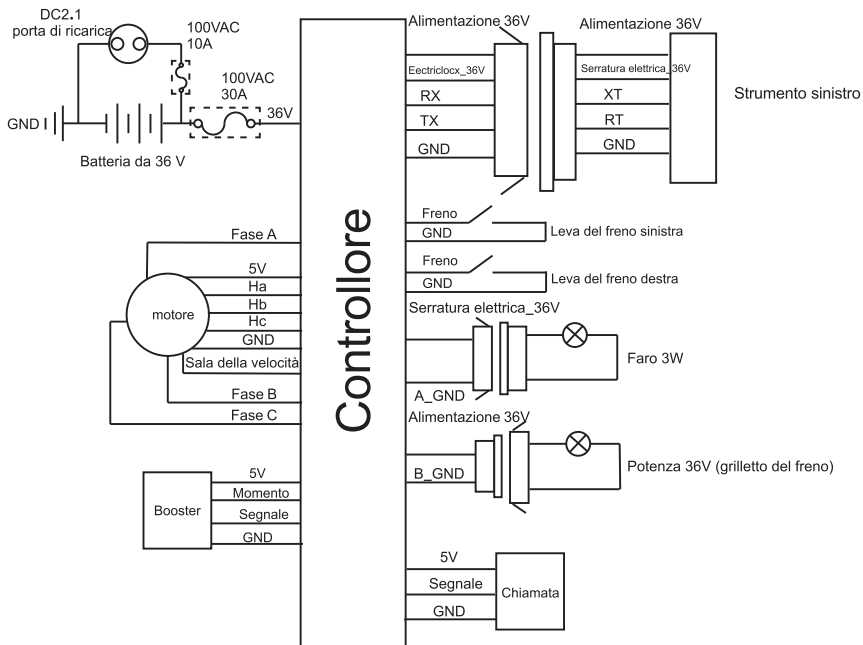 DC2.1
porta di ricarica
100VAC
10A
100VAC
30A
36V
GND
Batteria da 36 V
Fase A
5V
Ha
Hb
Hc
GND
Sala della velocità
Fase B
Fase C
motore
Booster
5V
Momento
Segnale
GND
Controllore
Alimentazione 36V
Eectriclocx_36V
RX
TX
GND
Alimentazione 36V
Serratura elettrica_36V
XT
RT
GND
Strumento sinistro
Freno
GND
Leva del freno sinistra
Freno
GND
Leva del freno destra
Serratura elettrica_36V
A_GND
Faro 3W
Alimentazione 36V
B_GND
Potenza 36V (grilletto del freno)
5V
Segnale
GND
Chiamata